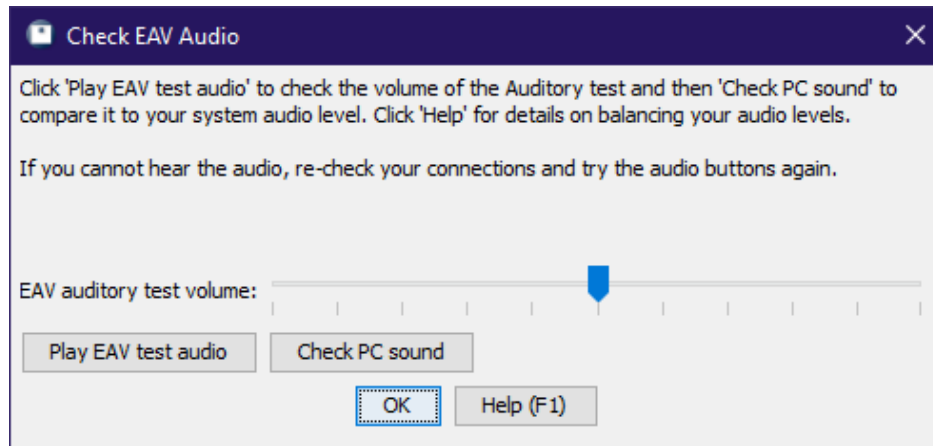 Check EAV Audio
Click 'Play EAV test audio' to check the volume of the Auditory test and then 'Check PC sound' to
compare it to your system audio level. Click 'Help' for details on balancing your audio levels.
If you cannot hear the audio, re-check your connections and try the audio buttons again.
EAV auditory test volume:
Play EAV test audio Check PC sound
OK Help (F1)